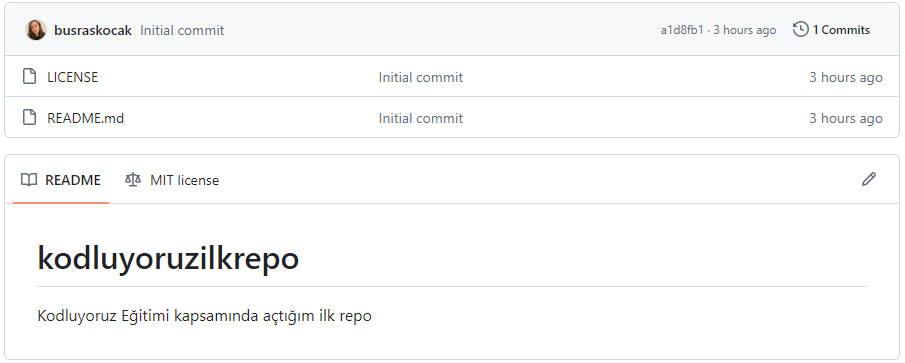 busraskocak Initial commit a1d8fb1 · 3 hours ago 1 Commits
LICENSE Initial commit 3 hours ago
README.md Initial commit 3 hours ago
README MIT license
kodluyoruzilkrepo
Kodluyoruz Eğitimi kapsamında açtığım ilk repo